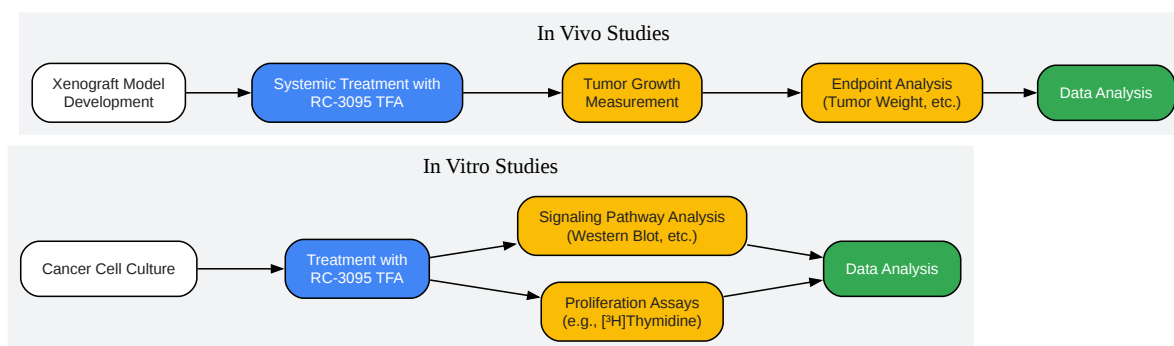 In Vivo Studies
Xenograft Model
Development
Systemic Treatment with
RC-3095 TFA
Tumor Growth
Measurement
Endpoint Analysis
(Tumor Weight, etc.)
Data Analysis
In Vitro Studies
Cancer Cell Culture
Treatment with
RC-3095 TFA
Signaling Pathway Analysis
(Western Blot, etc.)
Proliferation Assays
(e.g., [³H]Thymidine)
Data Analysis